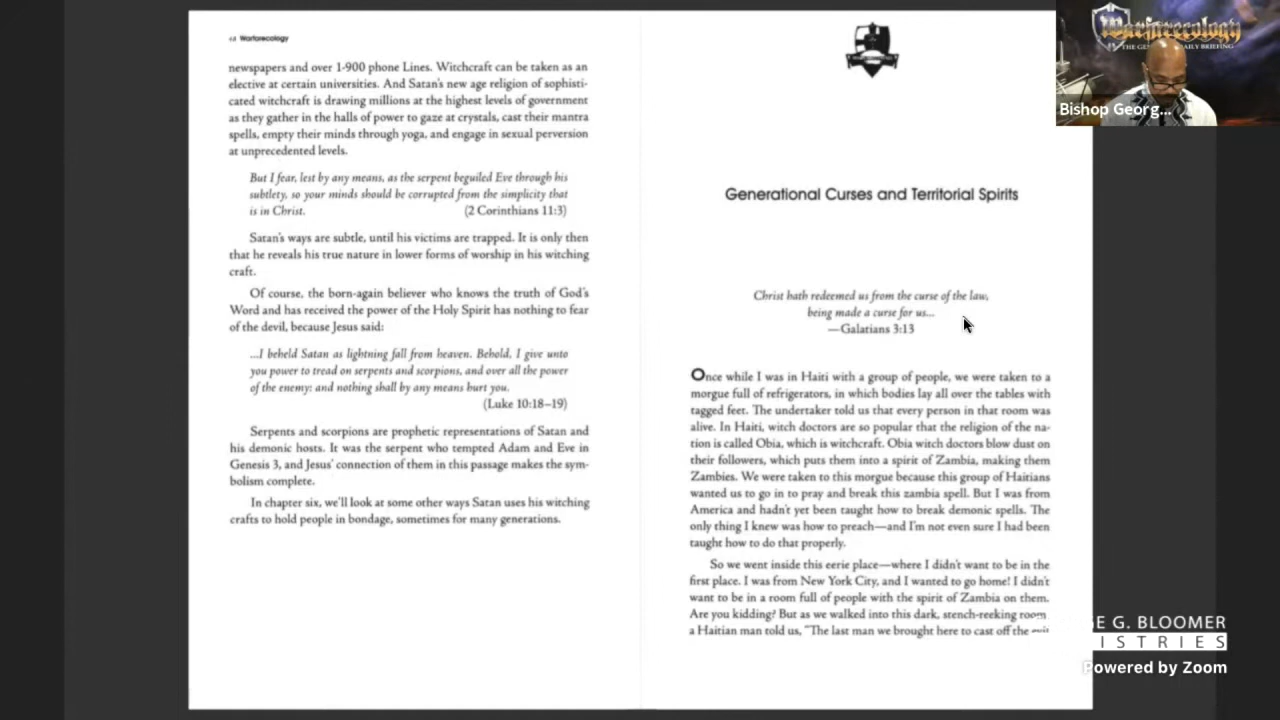 68 Warfarecology
newspapers and over 1-900 phone Lines. Witchcraft can be taken as an
elective at certain universities. And Satan's new age religion of sophisti-
cated witchcraft is drawing millions at the highest levels of government
as they gather in the halls of power to gaze at crystals, cast their mantra
spells, empty their minds through yoga, and engage in sexual perversion
at unprecedented levels.
But I fear, lest by any means, as the serpent beguiled Eve through his
subtlety, so your minds should be corrupted from the simplicity that
is in Christ. (2 Corinthians 11:3)
Satan's ways are subtle, until his victims are trapped. It is only then
that he reveals his true nature in lower forms of worship in his witching
craft.
Of course, the born-again believer who knows the truth of God's
Word and has received the power of the Holy Spirit has nothing to fear
of the devil, because Jesus said:
...I beheld Satan as lightning fall from heaven. Behold, I give unto
you power to tread on serpents and scorpions, and over all the power
of the enemy: and nothing shall by any means hurt you.
(Luke 10:18–19)
Serpents and scorpions are prophetic representations of Satan and
his demonic hosts. It was the serpent who tempted Adam and Eve in
Genesis 3, and Jesus' connection of them in this passage makes the sym-
bolism complete.
In chapter six, we'll look at some other ways Satan uses his witching
crafts to hold people in bondage, sometimes for many generations.
Generational Curses and Territorial Spirits
Christ hath redeemed us from the curse of the law,
being made a curse for us...
—Galatians 3:13
Once while I was in Haiti with a group of people, we were taken to a
morgue full of refrigerators, in which bodies lay all over the tables with
tagged feet. The undertaker told us that every person in that room was
alive. In Haiti, witch doctors are so popular that the religion of the na-
tion is called Obia, which is witchcraft. Obia witch doctors blow dust on
their followers, which puts them into a spirit of Zambia, making them
Zambies. We were taken to this morgue because this group of Haitians
wanted us to go in to pray and break this zambia spell. But I was from
America and hadn't yet been taught how to break demonic spells. The
only thing I knew was how to preach—and I'm not even sure I had been
taught how to do that properly.
So we went inside this eerie place—where I didn't want to be in the
first place. I was from New York City, and I wanted to go home! I didn't
want to be in a room full of people with the spirit of Zambia on them.
Are you kidding? But as we walked into this dark, stench-reeking room
a Haitian man told us, "The last man we brought here to cast off the
Warfarecology
THE GENERAL'S DAILY BRIEFING
Bishop Georg...
E G. BLOOMER
ISTRIES
Powered by Zoom